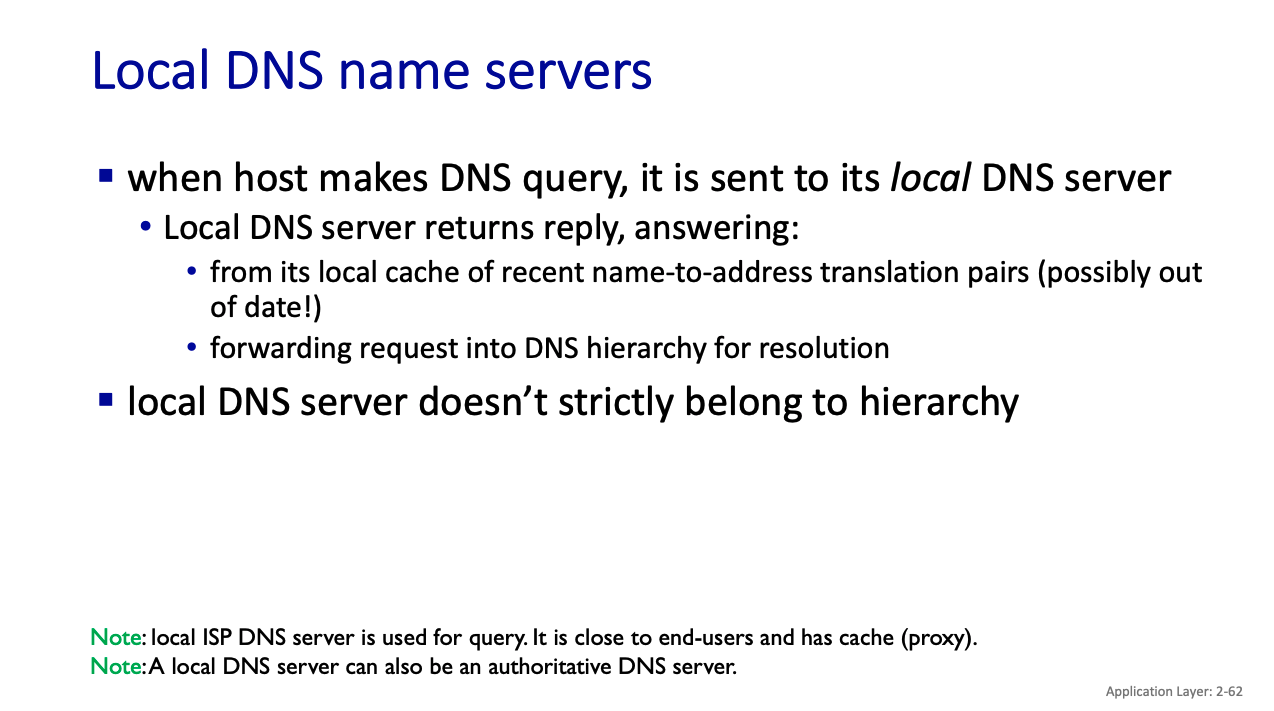 Local DNS name servers
▪ when host makes DNS query, it is sent to its local DNS server
• Local DNS server returns reply, answering:
• from its local cache of recent name-to-address translation pairs (possibly out
of date!)
• forwarding request into DNS hierarchy for resolution
▪ local DNS server doesn’t strictly belong to hierarchy
Note: local ISP DNS server is used for query. It is close to end-users and has cache (proxy).
Note: A local DNS server can also be an authoritative DNS server.
Application Layer: 2-62